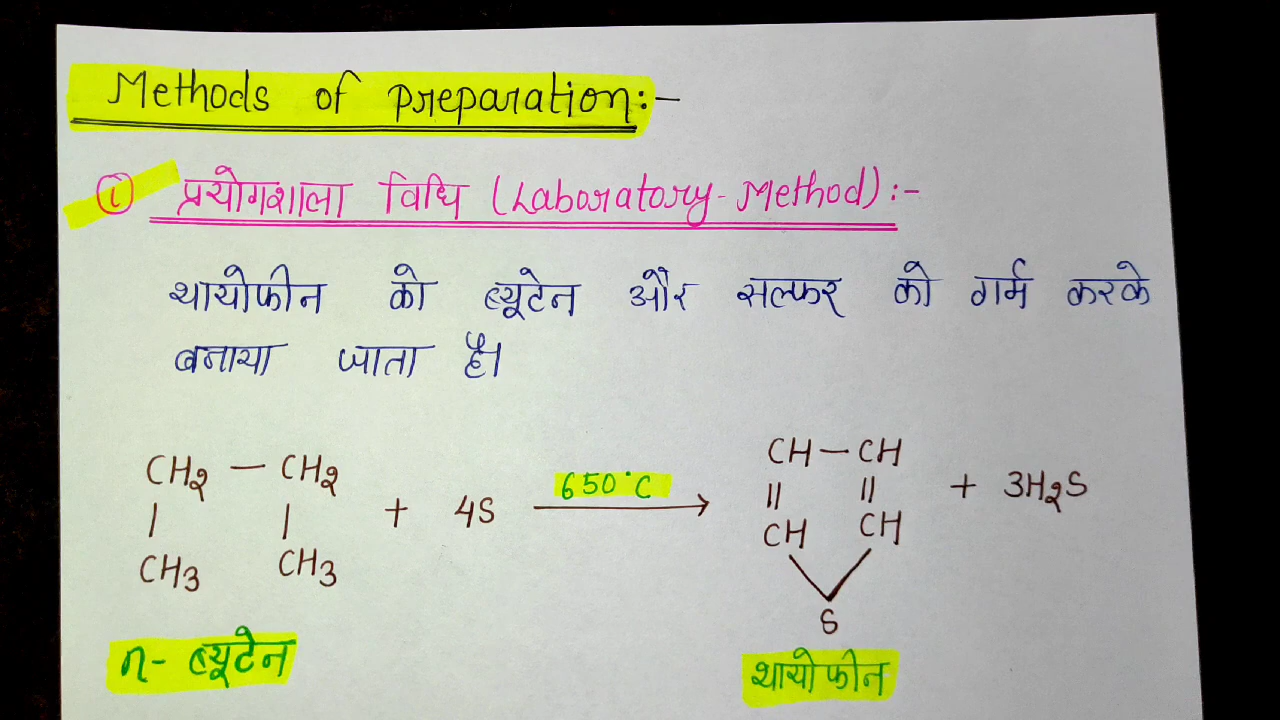 Methods of preparation:-
(i) प्रयोगशाला विधि (Laboratory-Method):-
थायोफीन को ब्यूटेन और सल्फर को गर्म करके
बनाया जाता है।
CH₂ — CH₂
| |
CH₃ CH₃
+ 4S
650°C
→
CH — CH
|| ||
CH CH
S
+ 3H₂S
n- ब्यूटेन
थायोफीन